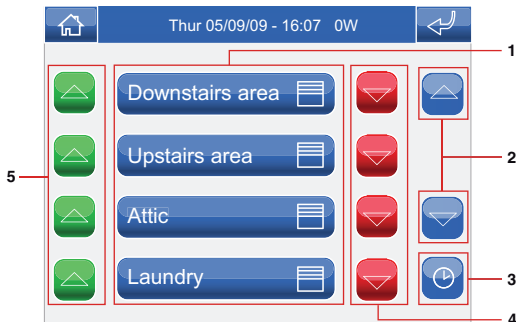 Thur 05/09/09 - 16:07 0W
1
Downstairs area
Upstairs area
2
5
Attic
Laundry
3
4